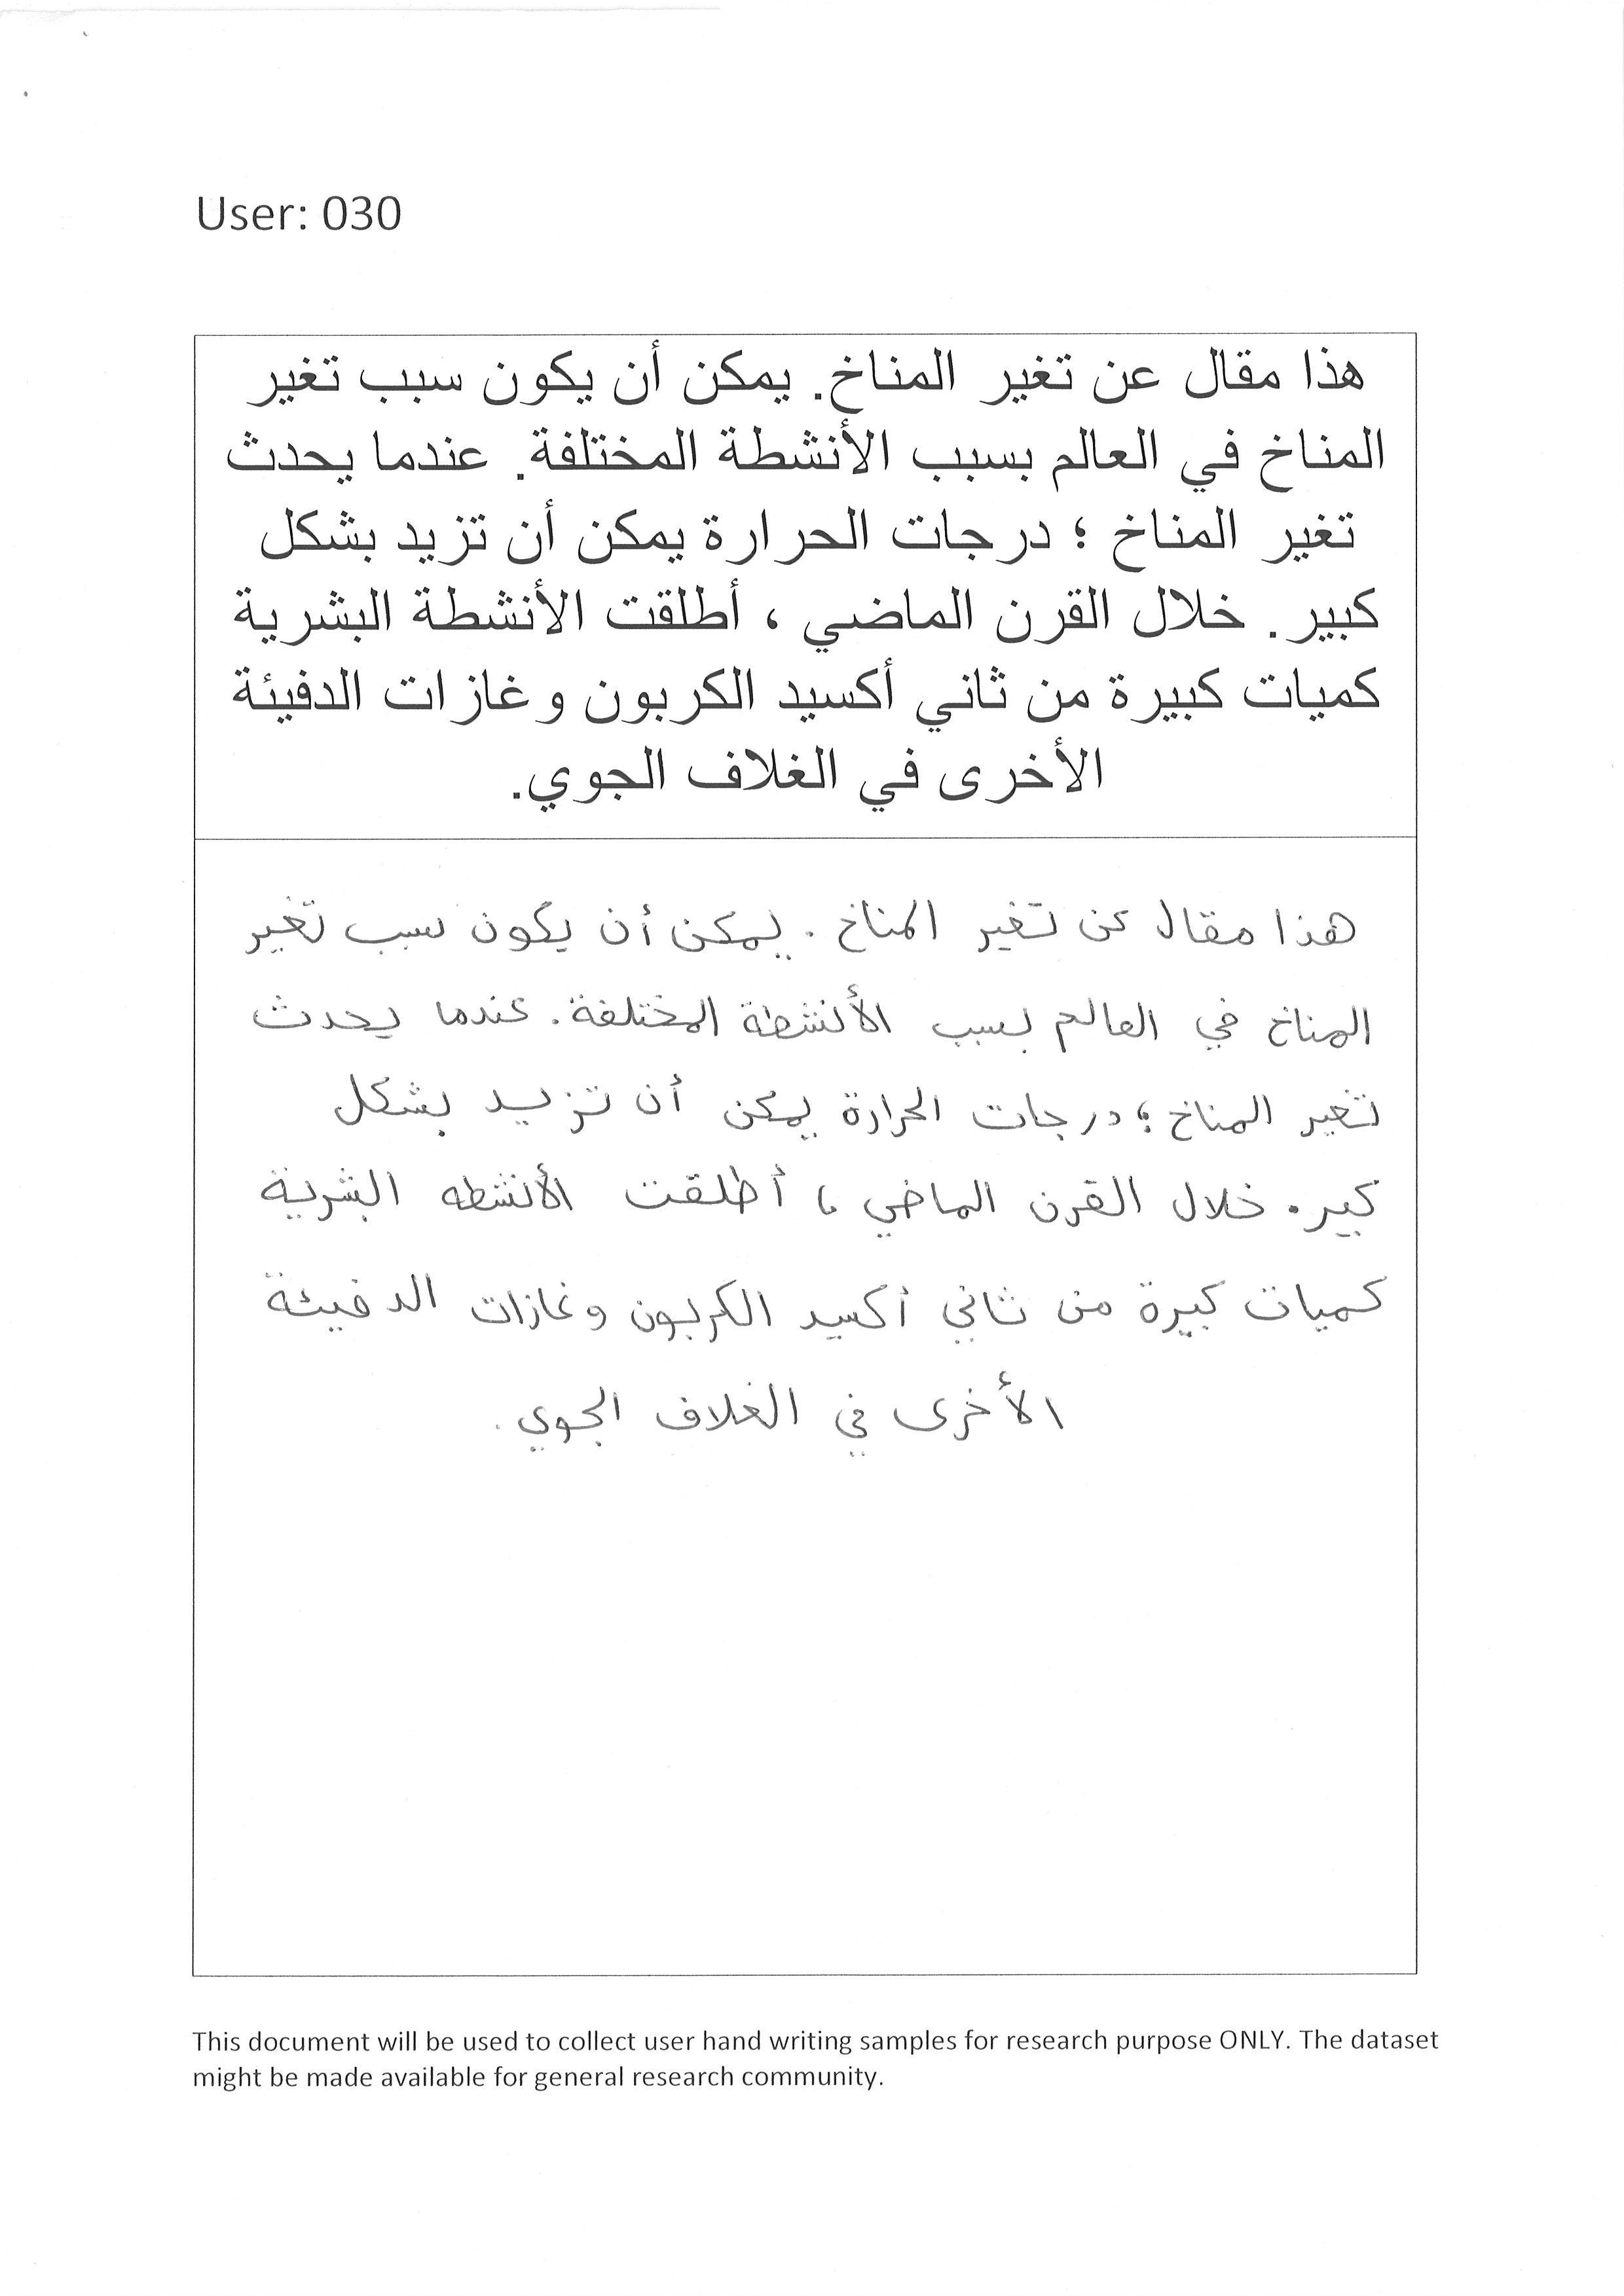 User: 030
هذا مقال عن تغير المناخ. يمكن أن يكون سبب تغير
المناخ في العالم بسبب الأنشطة المختلفة. عندما يحدث
تغير المناخ ؛ درجات الحرارة يمكن أن تزيد بشكل
كبير. خلال القرن الماضي ، أطلقت الأنشطة البشرية
كميات كبيرة من ثاني أكسيد الكربون و غازات الدفيئة
الأخرى في الغلاف الجوي.
هذا مقال عن تغير المناخ . يمكن أن يكون سبب تغير
المناخ في العالم بسبب الأنشطة المختلفة. عندما يحدث
تغير المناخ ؛ درجات الحرارة يمكن أن تزيد بشكل
كبير. خلال القرن الماضي ، أطلقت الأنشطه البشرية
كميات كبيرة من ثاني أكسيد الكربون و غازات الدفيئة
الأخرى في الغلاف الجوي .
This document will be used to collect user hand writing samples for research purpose ONLY. The dataset
might be made available for general research community.